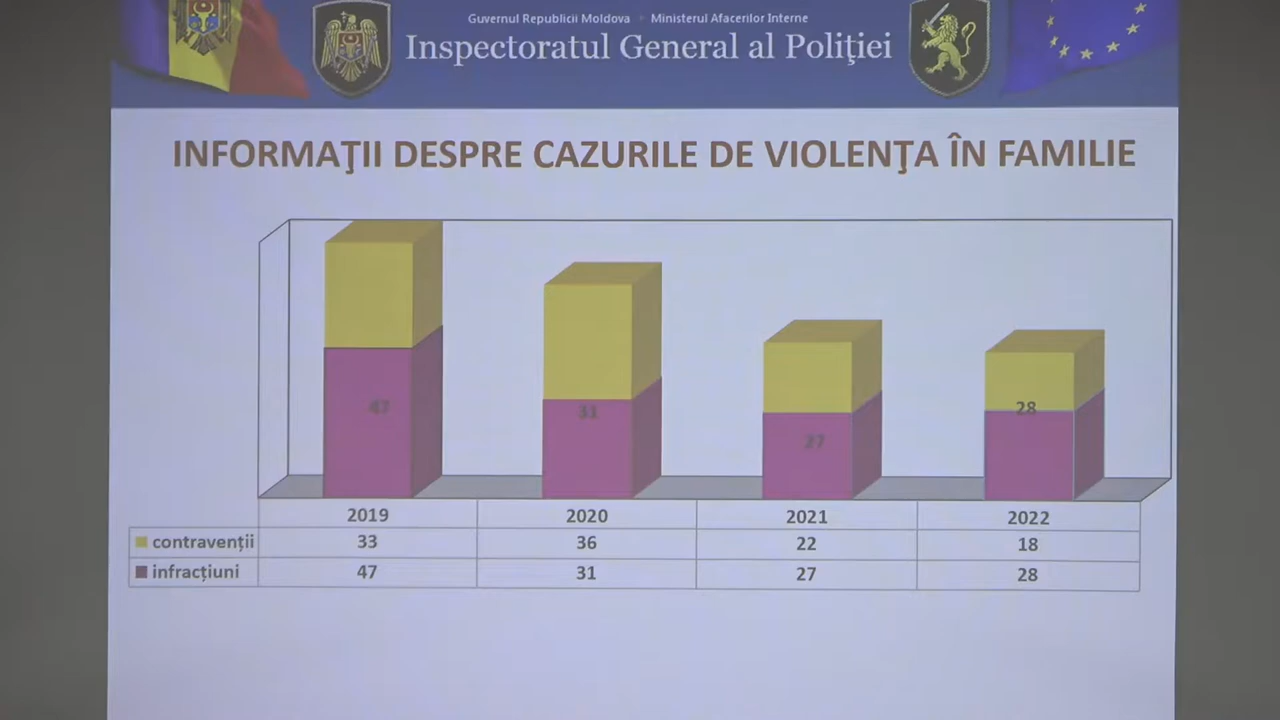 Guvernul Republicii Moldova Ministerul Afacerilor Interne
Inspectoratul General al Poliţiei
INFORMAŢII DESPRE CAZURILE DE VIOLENŢA ÎN FAMILIE
47 31 27 28
2019 2020 2021 2022
contravenții 33 36 22 18
infracțiuni 47 31 27 28